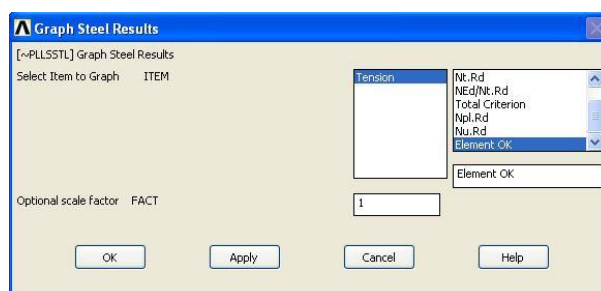 Graph Steel Results
[~PLLSSTL] Graph Steel Results
Select Item to Graph ITEM
Tension
Nt.Rd
NEd/Nt.Rd
Total Criterion
Npl.Rd
Nu.Rd
Element OK
Element OK
Optional scale factor FACT
1
OK Apply Cancel Help